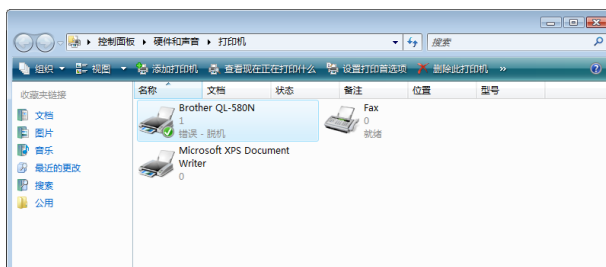 控制面板 硬件和声音 打印机 搜索
组织 视图 添加打印机 查看现在正在打印什么 设置打印首选项 删除此打印机 »
收藏夹链接
文档
图片
音乐
最近的更改
搜索
公用
名称 文档 状态 备注 位置 型号
Brother QL-580N
1
错误 - 脱机
Fax
0
就绪
Microsoft XPS Document
Writer
0